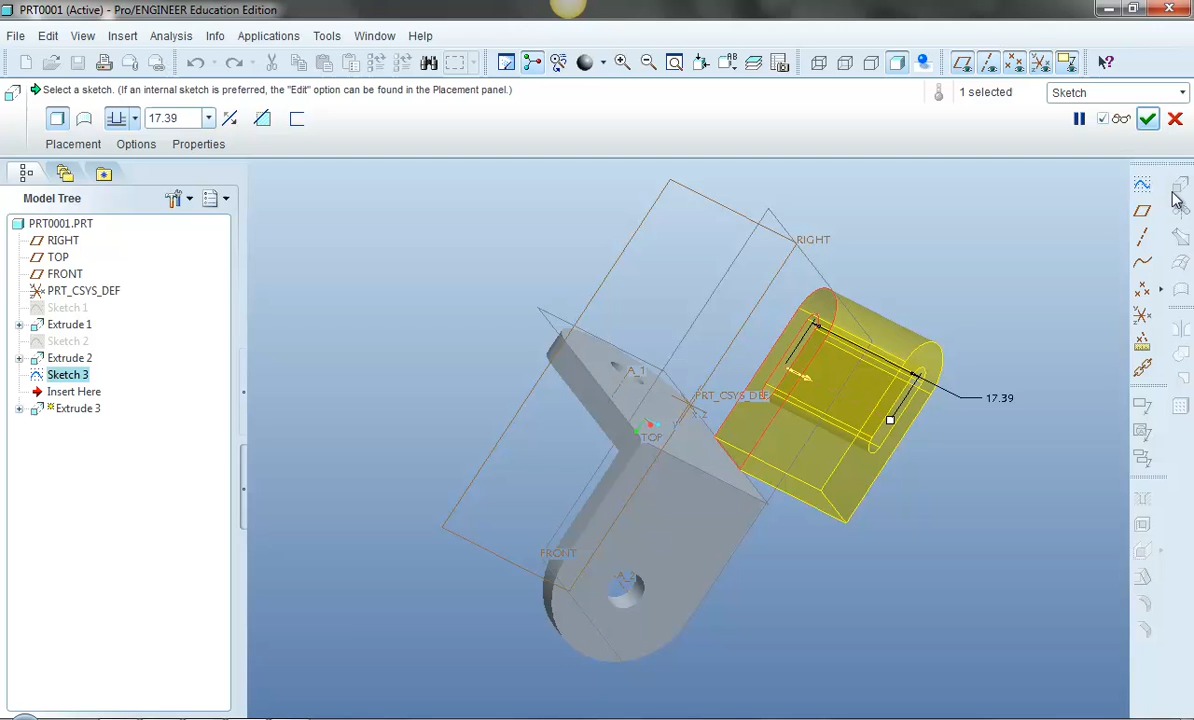 PRT0001 (Active) - Pro/ENGINEER Education Edition
File Edit View Insert Analysis Info Applications Tools Window Help
Select a sketch. (If an internal sketch is preferred, the "Edit" option can be found in the Placement panel.)
1 selected
Sketch
17.39
Placement Options Properties
Model Tree
PRT0001.PRT
RIGHT
TOP
FRONT
PRT_CSYS_DEF
Sketch 1
Extrude 1
Sketch 2
Extrude 2
Sketch 3
Insert Here
Extrude 3
RIGHT
A_1
PRT_CSYS_DEF
17.39
TOP
FRONT
A_2